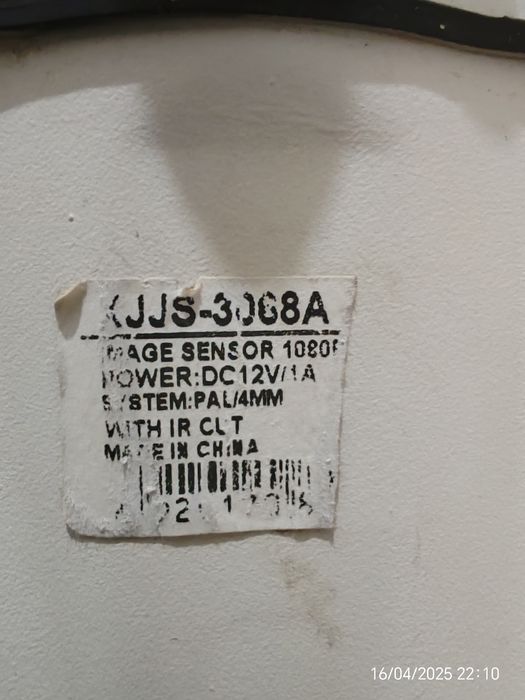 KJJS-3068A
IMAGE SENSOR 1080P
POWER:DC12V/1A
SYSTEM:PAL/4MM
WITH IR CUT
MADE IN CHINA
16/04/2025 22:10